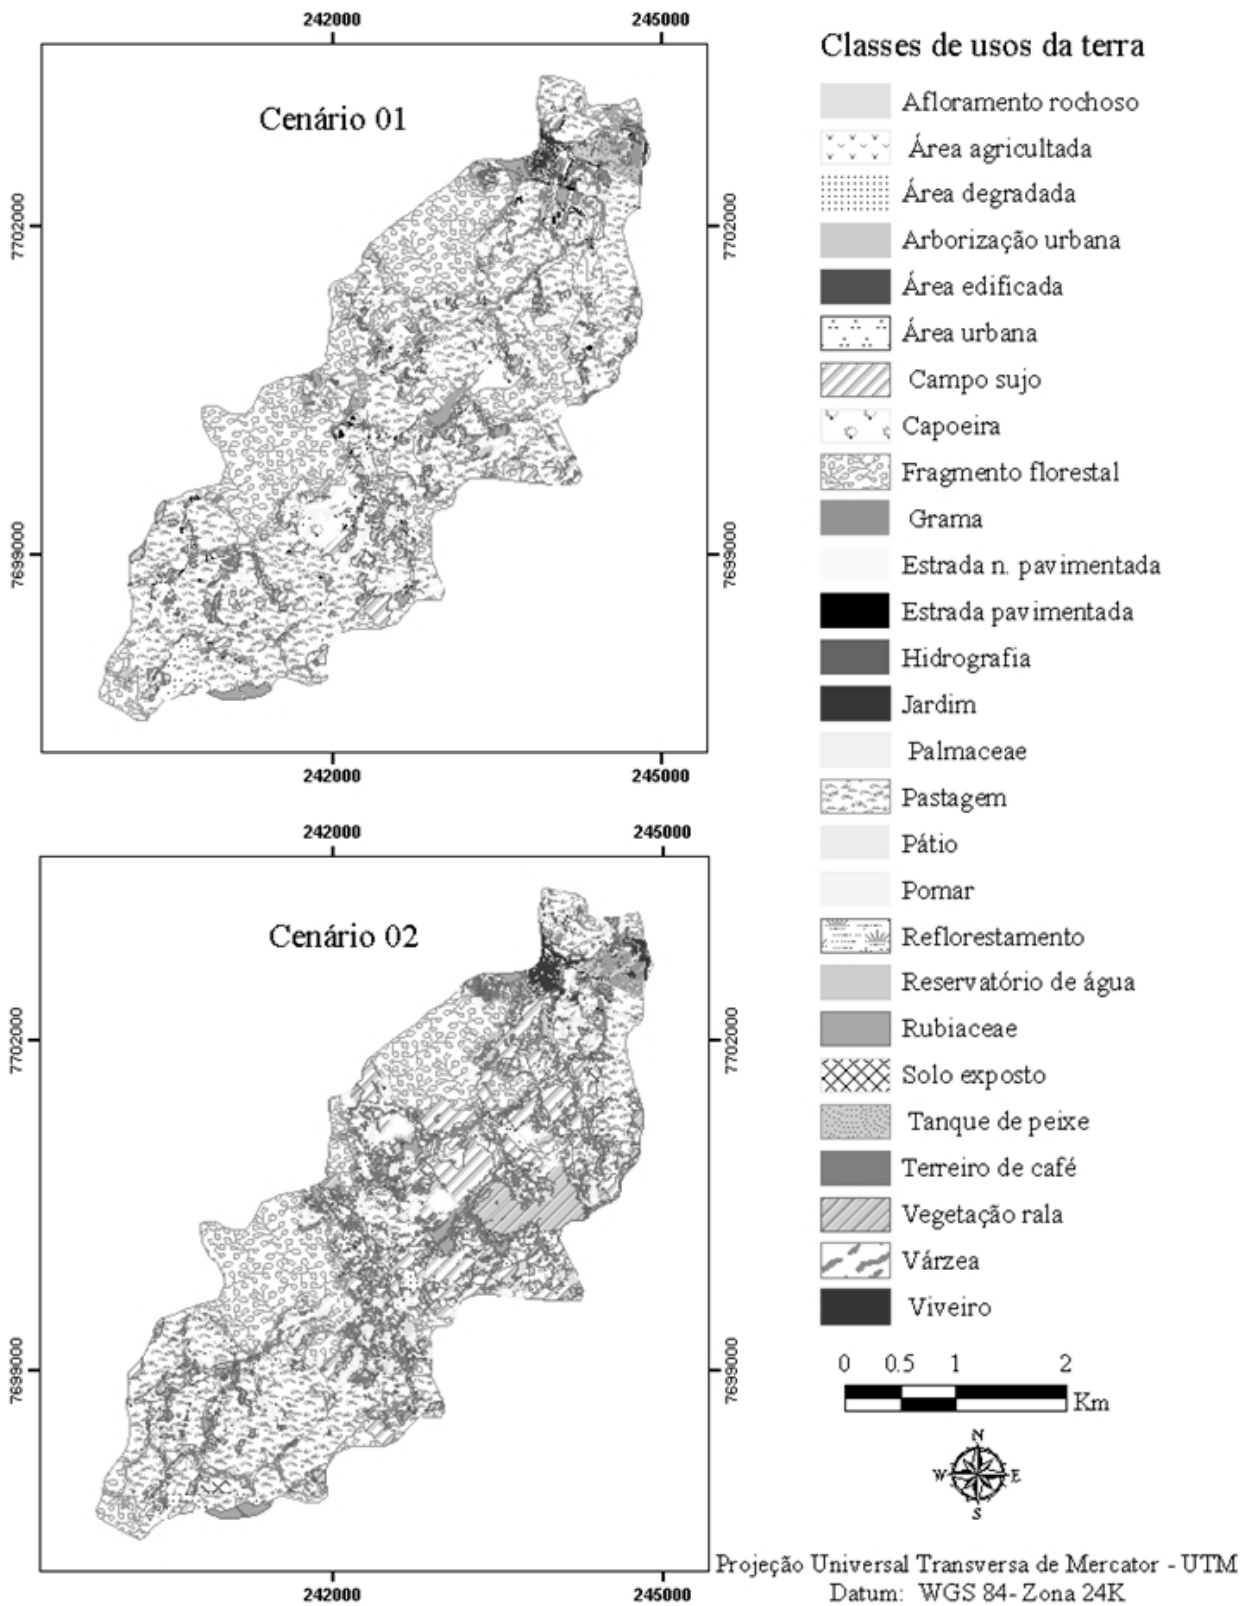 242000
245000
Cenário 01
7702000
7702000
7699000
7699000
242000
245000
242000
245000
Cenário 02
7702000
7702000
7699000
7699000
242000
245000
Classes de usos da terra
Afloramento rochoso
Área agricultada
Área degradada
Arborização urbana
Área edificada
Área urbana
Campo sujo
Capoeira
Fragmento florestal
Grama
Estrada n. pavimentada
Estrada pavimentada
Hidrografia
Jardim
Palmaceae
Pastagem
Pátio
Pomar
Reflorestamento
Reservatório de água
Rubiaceae
Solo exposto
Tanque de peixe
Terreiro de café
Vegetação rala
Várzea
Viveiro
0 0.5 1 2
Km
N
W E
S
Projeção Universal Transversa de Mercator - UTM
Datum: WGS 84- Zona 24K